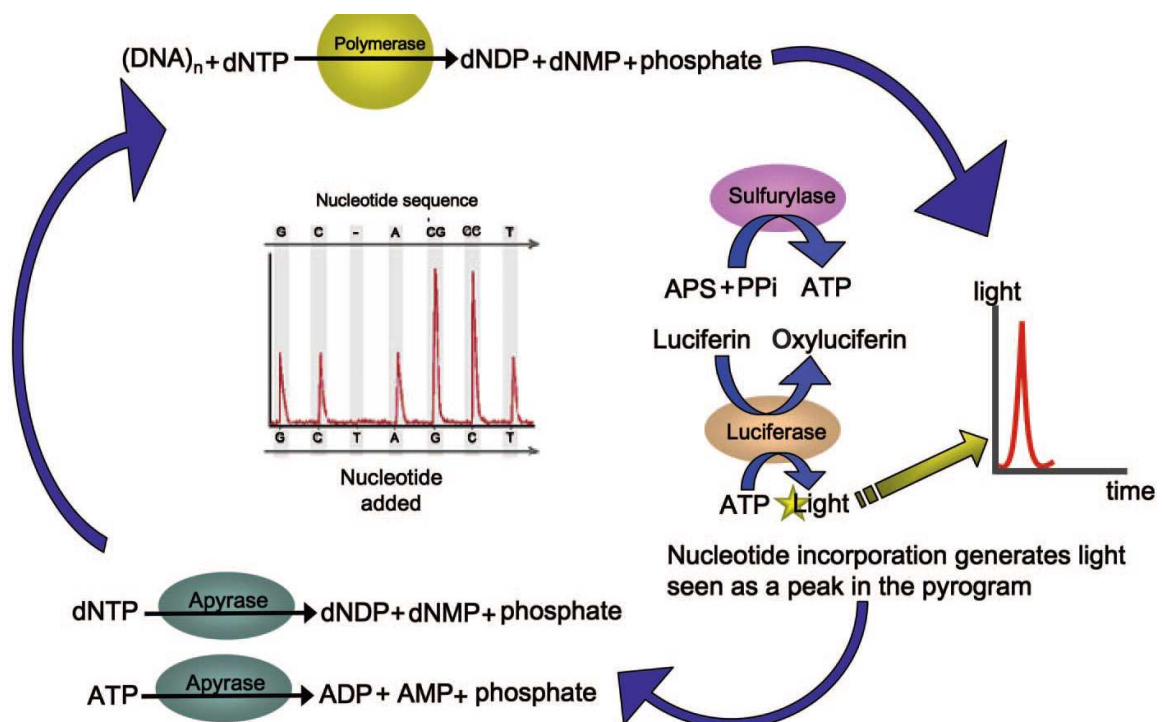 (DNA)n + dNTP Polymerase dNDP + dNMP + phosphate
Nucleotide sequence
G C - A CG CC T
G C T A G C T
Nucleotide
added
Sulfurylase
APS + PPi ATP
Luciferin Oxyluciferin
Luciferase
ATP Light
light
time
Nucleotide incorporation generates light
seen as a peak in the pyrogram
dNTP Apyrase dNDP + dNMP + phosphate
ATP Apyrase ADP + AMP + phosphate